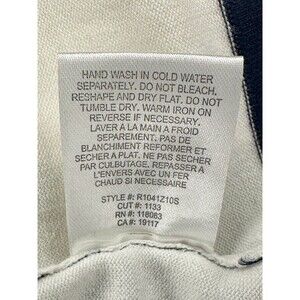 HAND WASH IN COLD WATER
SEPARATELY. DO NOT BLEACH.
RESHAPE AND DRY FLAT. DO NOT
TUMBLE DRY. WARM IRON ON
REVERSE IF NECESSARY.
LAVER A LA MAIN A FROID
SEPAREMENT. PAS DE
BLANCHIMENT REFORMER ET
SECHER A PLAT. NE PAS SECHER
PAR CULBUTAGE. REPASSER A
L'ENVERS AVEC UN FER
CHAUD SI NECESSAIRE
STYLE #: R1041Z10S
CUT #: 1133
RN #: 118063
CA #: 19117